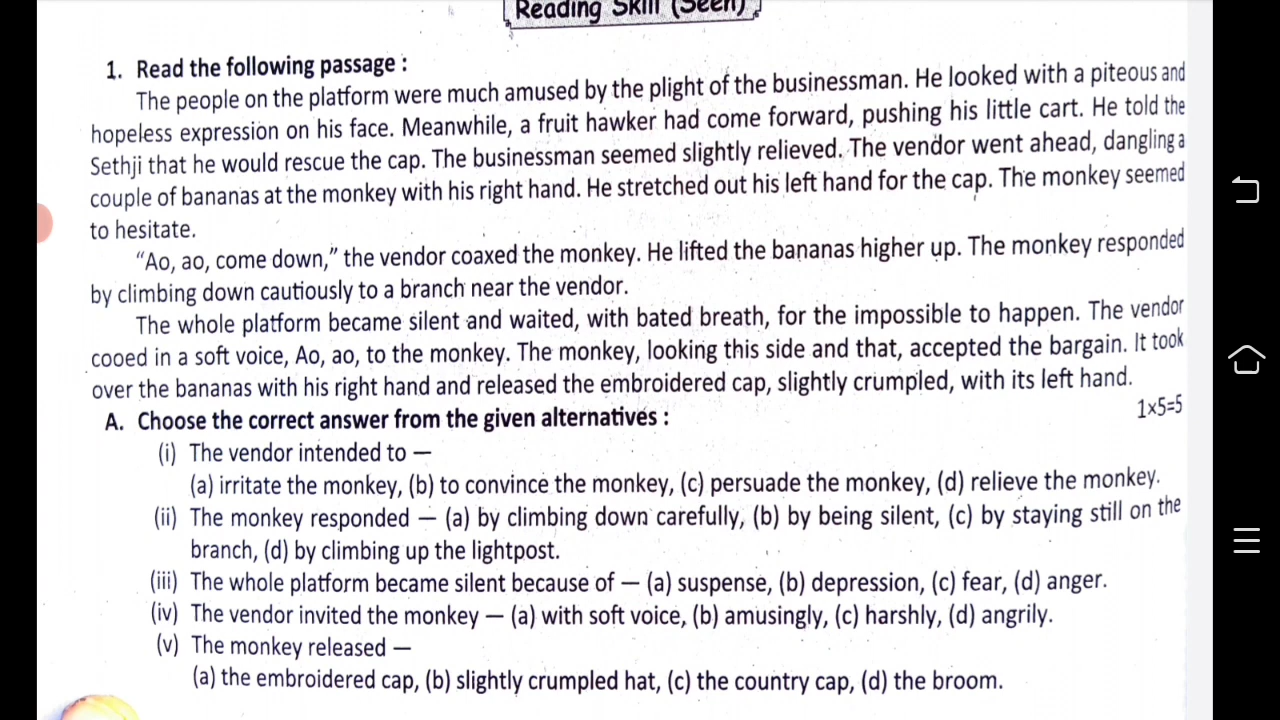 Reading Skill (Seen)
1. Read the following passage :
The people on the platform were much amused by the plight of the businessman. He looked with a piteous and
hopeless expression on his face. Meanwhile, a fruit hawker had come forward, pushing his little cart. He told the
Sethji that he would rescue the cap. The businessman seemed slightly relieved. The vendor went ahead, dangling a
couple of bananas at the monkey with his right hand. He stretched out his left hand for the cap. The monkey seemed
to hesitate.
“Ao, ao, come down,” the vendor coaxed the monkey. He lifted the bananas higher up. The monkey responded
by climbing down cautiously to a branch near the vendor.
The whole platform became silent and waited, with bated breath, for the impossible to happen. The vendor
cooed in a soft voice, Ao, ao, to the monkey. The monkey, looking this side and that, accepted the bargain. It took
over the bananas with his right hand and released the embroidered cap, slightly crumpled, with its left hand.
A. Choose the correct answer from the given alternatives : 1×5=5
(i) The vendor intended to —
(a) irritate the monkey, (b) to convince the monkey, (c) persuade the monkey, (d) relieve the monkey.
(ii) The monkey responded — (a) by climbing down carefully, (b) by being silent, (c) by staying still on the
branch, (d) by climbing up the lightpost.
(iii) The whole platform became silent because of — (a) suspense, (b) depression, (c) fear, (d) anger.
(iv) The vendor invited the monkey — (a) with soft voice, (b) amusingly, (c) harshly, (d) angrily.
(v) The monkey released —
(a) the embroidered cap, (b) slightly crumpled hat, (c) the country cap, (d) the broom.